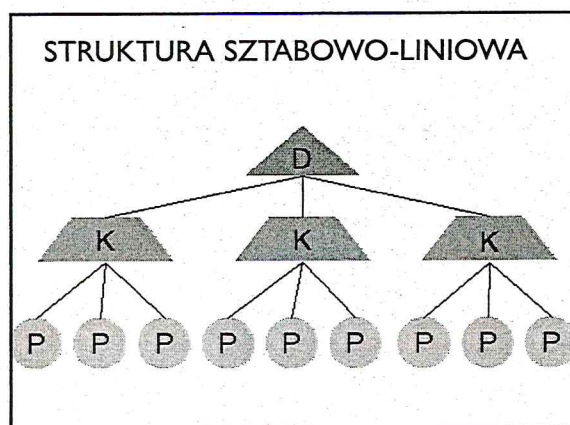 STRUKTURA SZTABOWO-LINIOWA
D
K K K
P P P P P P P P P